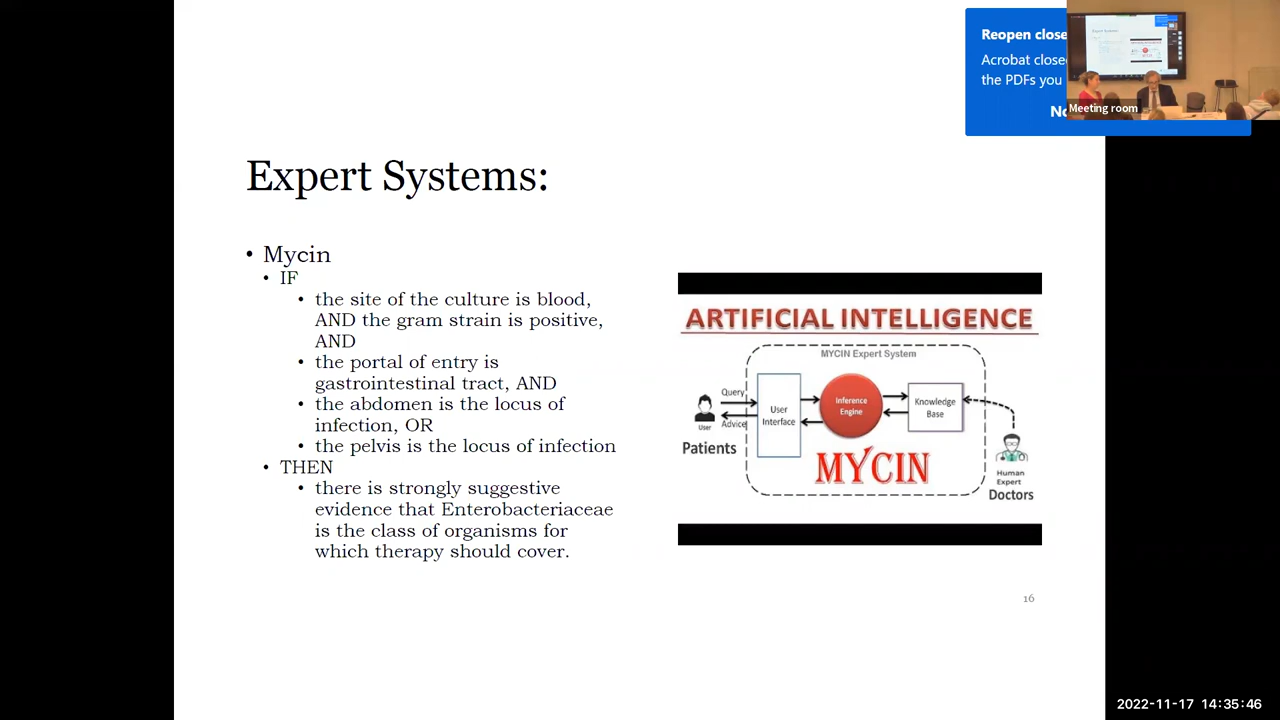 Reopen close
Acrobat closed
the PDFs you
Meeting room
Expert Systems:
• Mycin
• IF
• the site of the culture is blood,
AND the gram strain is positive,
AND
• the portal of entry is
gastrointestinal tract, AND
• the abdomen is the locus of
infection, OR
• the pelvis is the locus of infection
• THEN
• there is strongly suggestive
evidence that Enterobacteriaceae
is the class of organisms for
which therapy should cover.
ARTIFICIAL INTELLIGENCE
MYCIN Expert System
Query
Advice
User
Patients
User
Interface
Inference
Engine
Knowledge
Base
MYCIN
Human
Expert
Doctors
16
2022-11-17 14:35:46